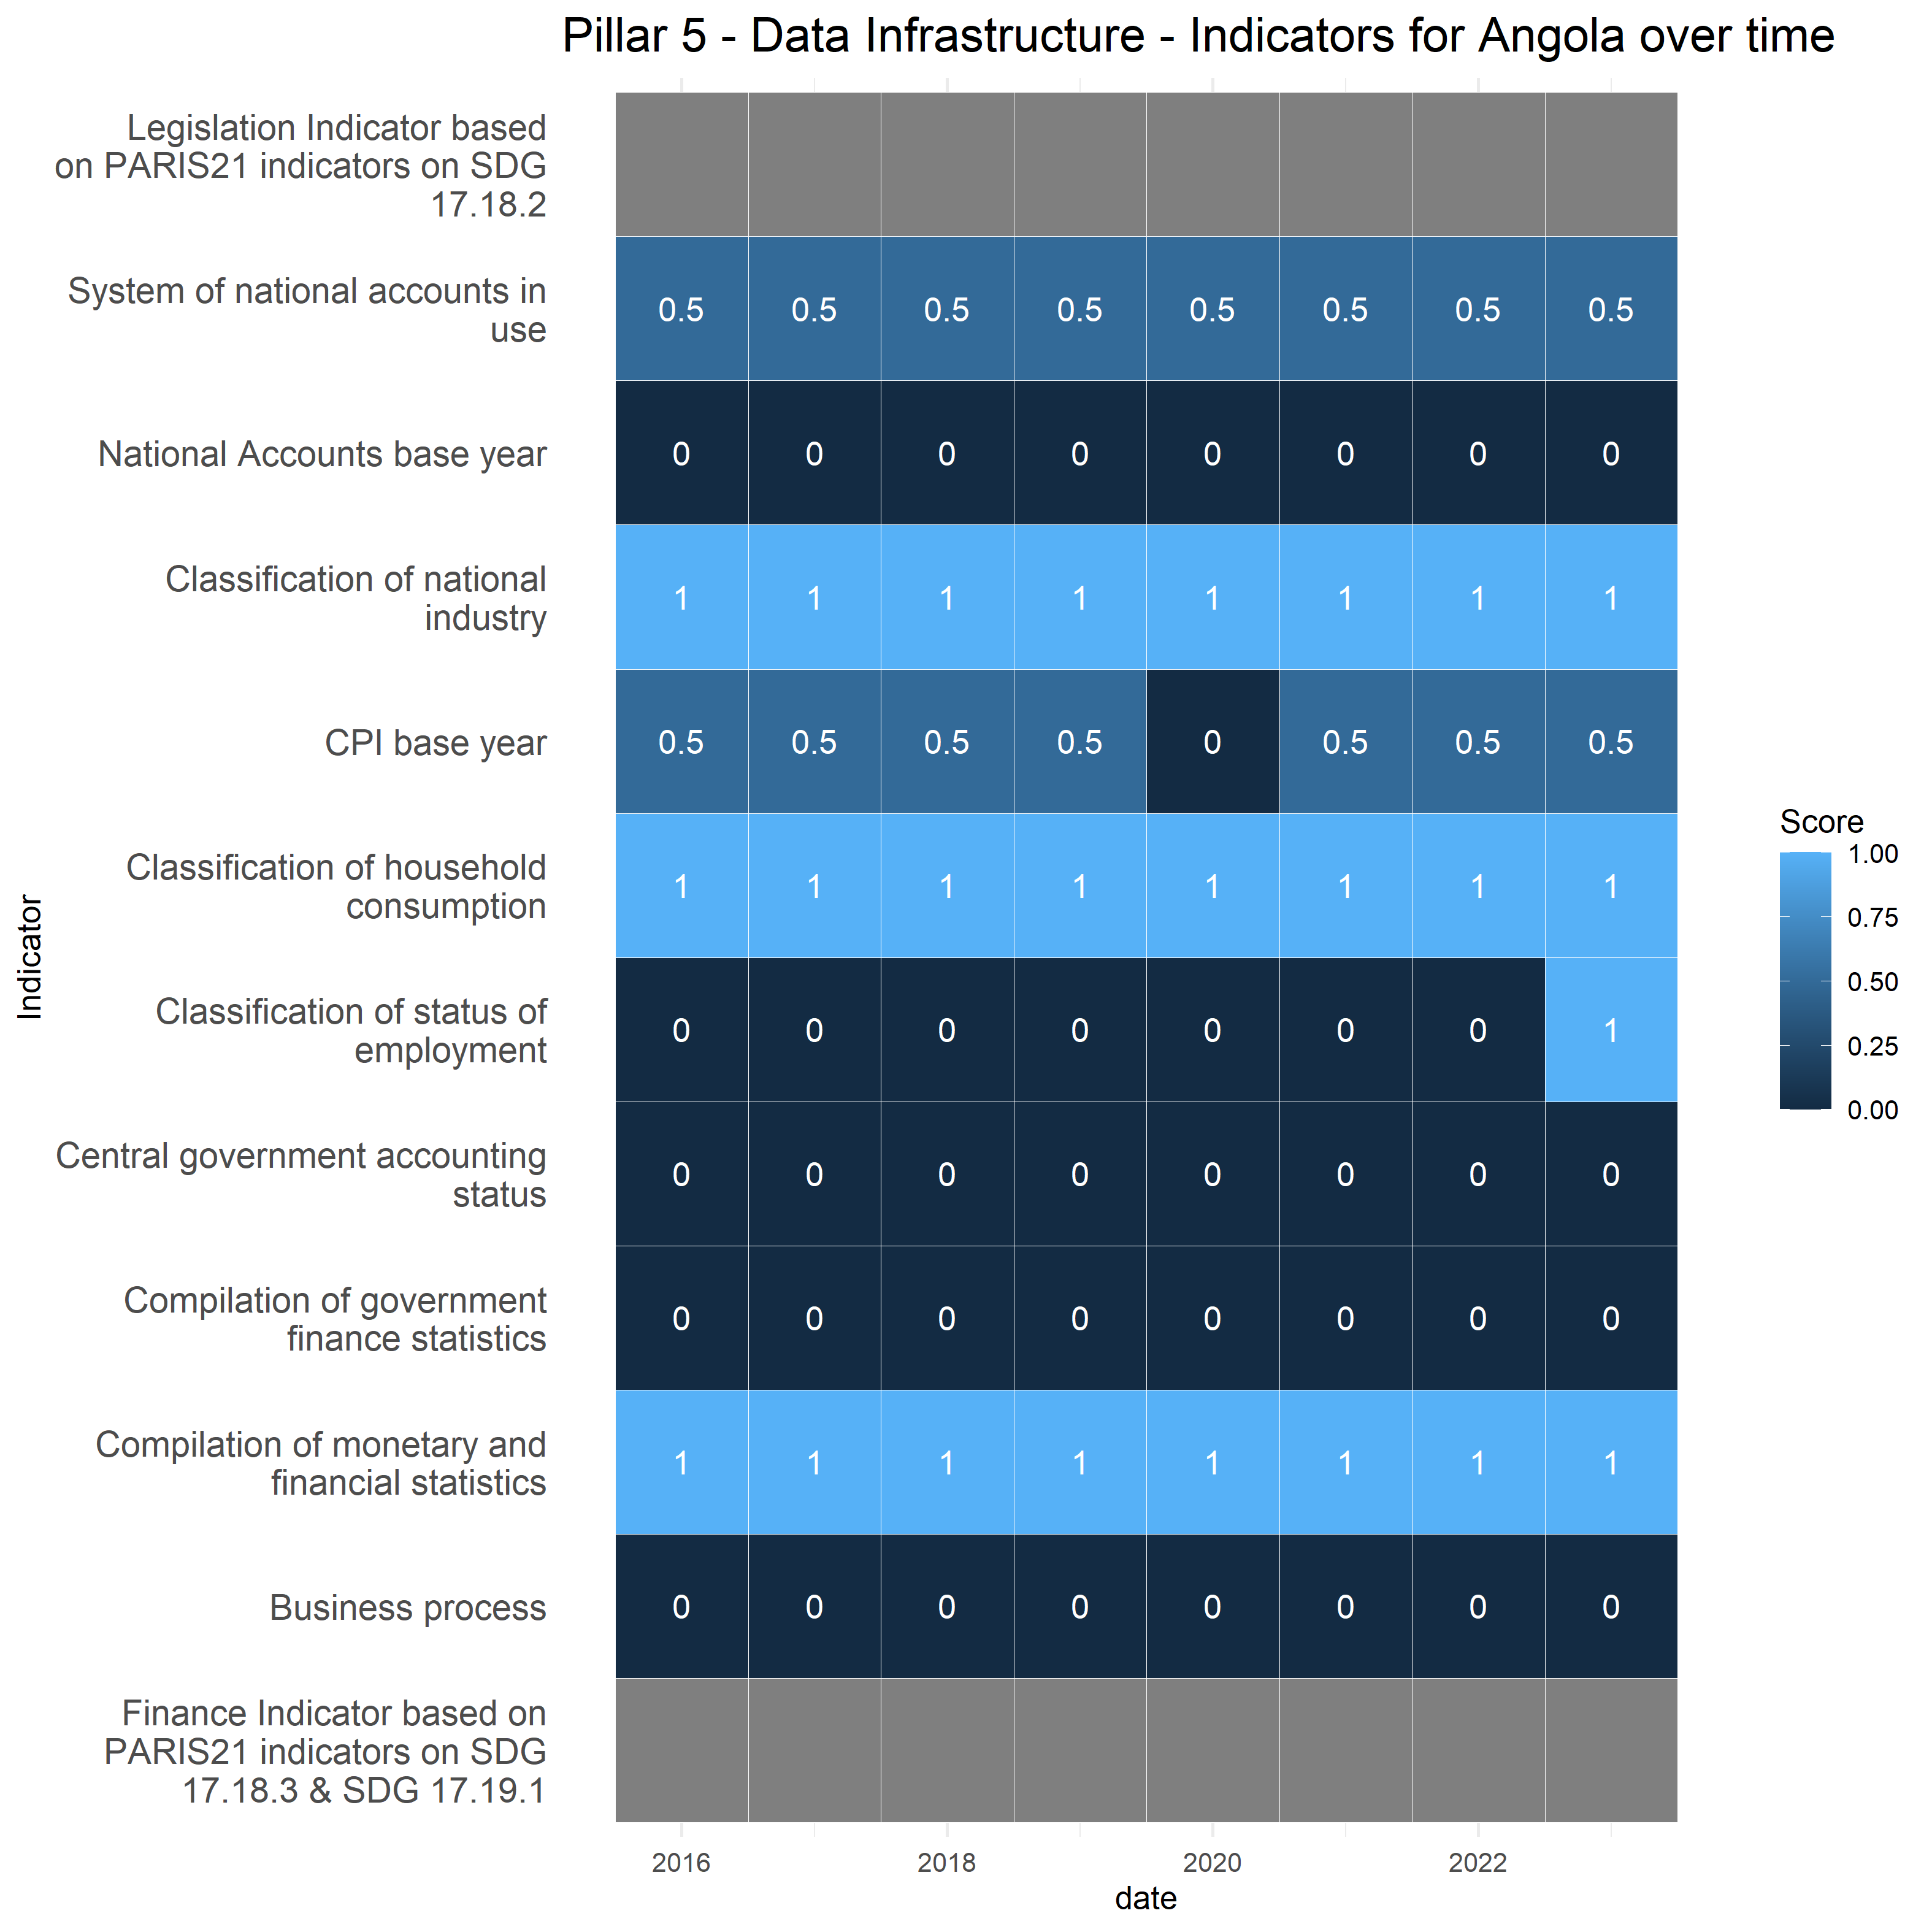 Pillar 5 - Data Infrastructure - Indicators for Angola over time
Indicator
Legislation Indicator based
on PARIS21 indicators on SDG
17.18.2
System of national accounts in
use
0.5 0.5 0.5 0.5 0.5 0.5 0.5 0.5
National Accounts base year
0 0 0 0 0 0 0 0
Classification of national
industry
1 1 1 1 1 1 1 1
CPI base year
0.5 0.5 0.5 0.5 0 0.5 0.5 0.5
Classification of household
consumption
1 1 1 1 1 1 1 1
Classification of status of
employment
0 0 0 0 0 0 0 1
Central government accounting
status
0 0 0 0 0 0 0 0
Compilation of government
finance statistics
0 0 0 0 0 0 0 0
Compilation of monetary and
financial statistics
1 1 1 1 1 1 1 1
Business process
0 0 0 0 0 0 0 0
Finance Indicator based on
PARIS21 indicators on SDG
17.18.3 & SDG 17.19.1
2016 2018 2020 2022
date
Score
1.00
0.75
0.50
0.25
0.00